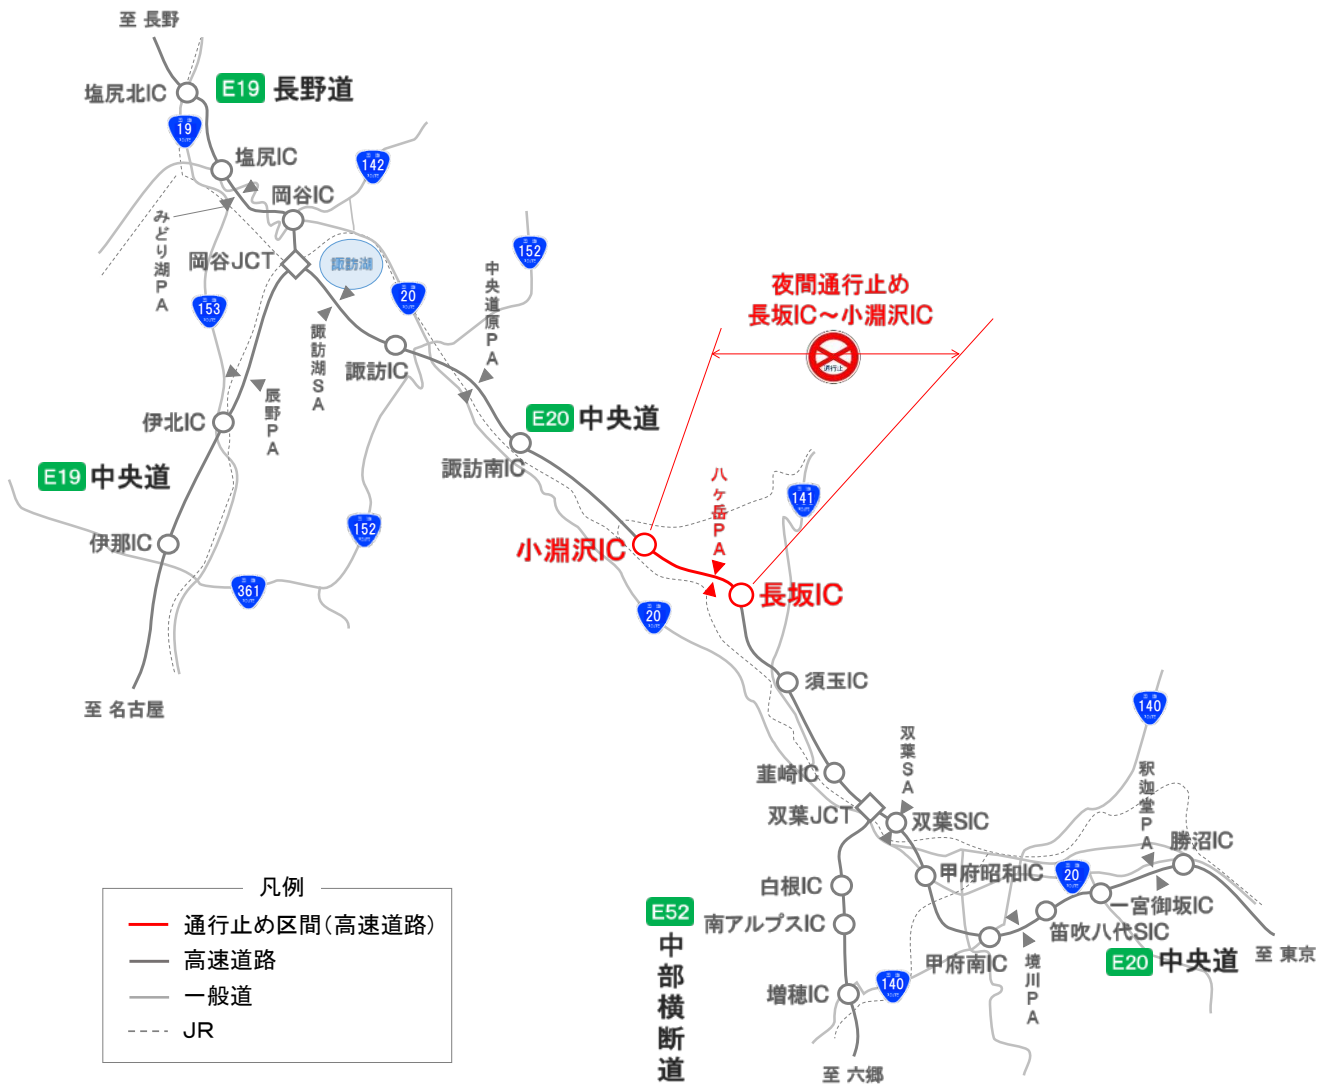 至 長野
塩尻北IC
E19 長野道
19
塩尻IC
142
岡谷IC
みどり湖PA
岡谷JCT
諏訪湖
152
中央道原PA
20
153
諏訪湖SA
諏訪IC
夜間通行止め
長坂IC～小淵沢IC
通行止
辰野PA
伊北IC
E20 中央道
諏訪南IC
E19 中央道
八ヶ岳PA
141
152
伊那IC
小淵沢IC
361
長坂IC
20
至 名古屋
須玉IC
140
双葉SA
韮崎IC
釈迦堂PA
双葉JCT
双葉SIC
勝沼IC
甲府昭和IC
20
白根IC
一宮御坂IC
E52
中部横断道
南アルプスIC
笛吹八代SIC
甲府南IC
境川PA
E20 中央道
至 東京
140
増穂IC
至 六郷
凡例
通行止め区間(高速道路)
高速道路
一般道
JR